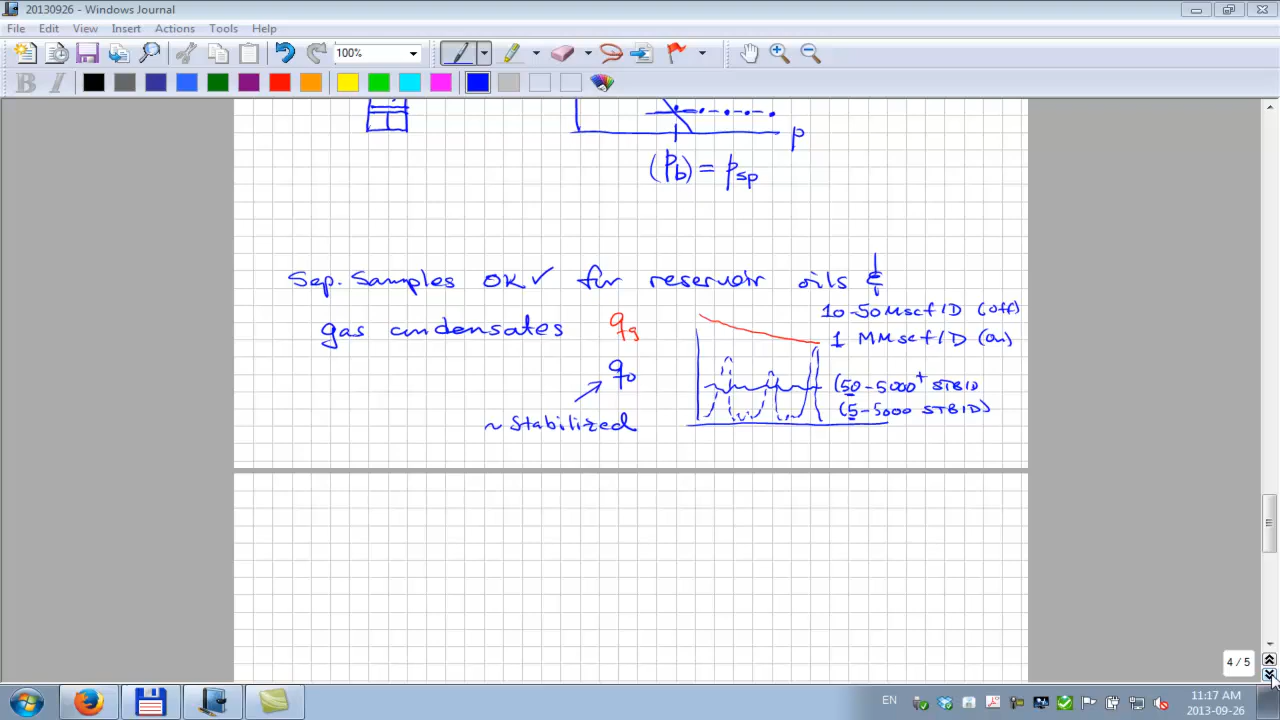 20130926 - Windows Journal
File Edit View Insert Actions Tools Help
100%
B I
p
(Pb) = Psp
Sep. Samples OK✓ for reservoir oils &
gas condensates
qg
qo
~ Stabilized
10-50 Mscf/D (Off)
1 MMscf/D (On)
(50-5000+ STB/D
(5-5000 STB/D)
4 / 5
EN
11:17 AM
2013-09-26